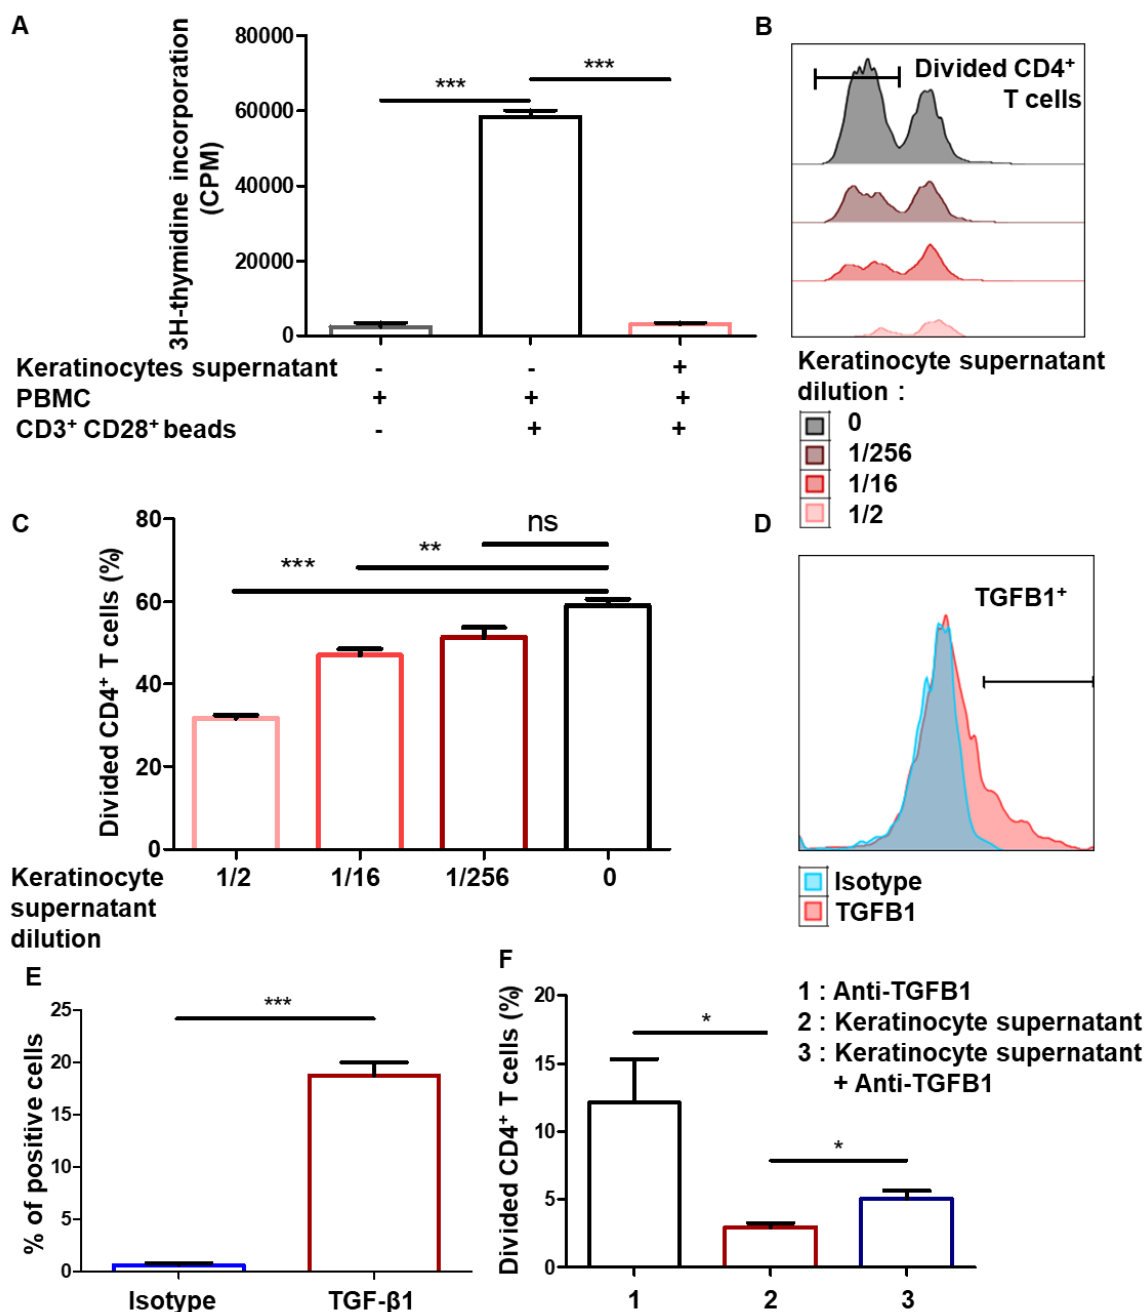 A
3H-thymidine incorporation
(CPM)
80000
60000
40000
20000
0
***
***
Keratinocytes supernatant - - +
PBMC + + +
CD3⁺ CD28⁺ beads - + +
B
Divided CD4⁺
T cells
Keratinocyte supernatant
dilution :
0
1/256
1/16
1/2
C
Divided CD4⁺ T cells (%)
80
60
40
20
0
***
**
ns
1/2 1/16 1/256 0
Keratinocyte
supernatant
dilution
D
TGFB1⁺
Isotype
TGFB1
E
% of positive cells
25
20
15
10
5
0
***
Isotype TGF-β1
F
Divided CD4⁺ T cells (%)
20
15
10
5
0
*
*
1 2 3
1 : Anti-TGFB1
2 : Keratinocyte supernatant
3 : Keratinocyte supernatant
+ Anti-TGFB1